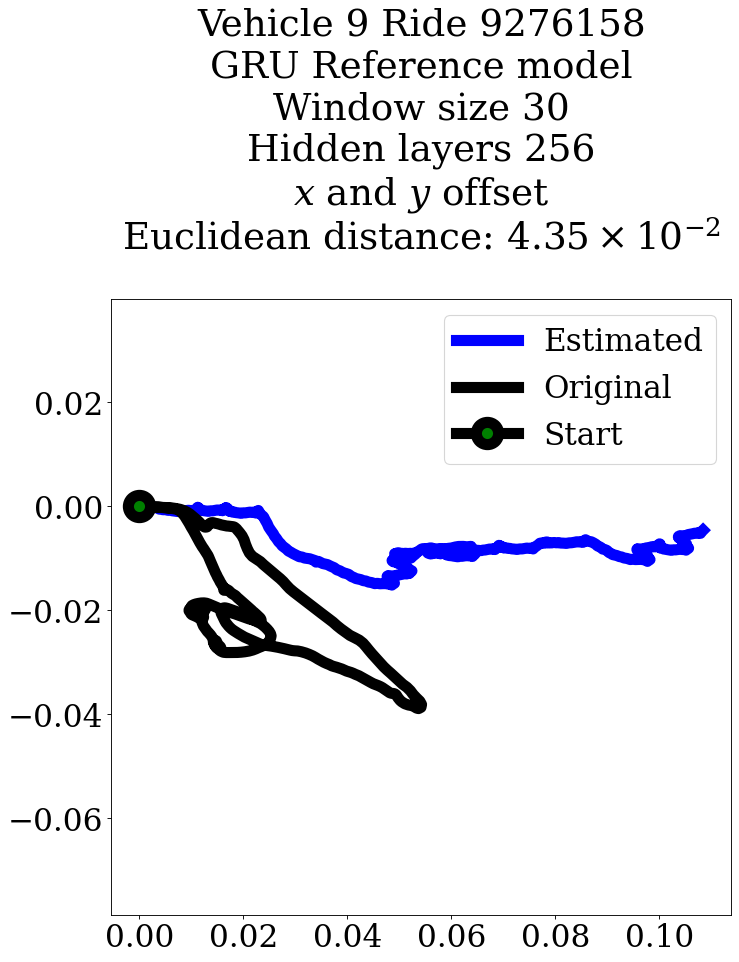 Vehicle 9 Ride 9276158
GRU Reference model
Window size 30
Hidden layers 256
x and y offset
Euclidean distance: 4.35 × 10⁻²
Estimated
Original
Start
0.02
0.00
−0.02
−0.04
−0.06
0.00 0.02 0.04 0.06 0.08 0.10